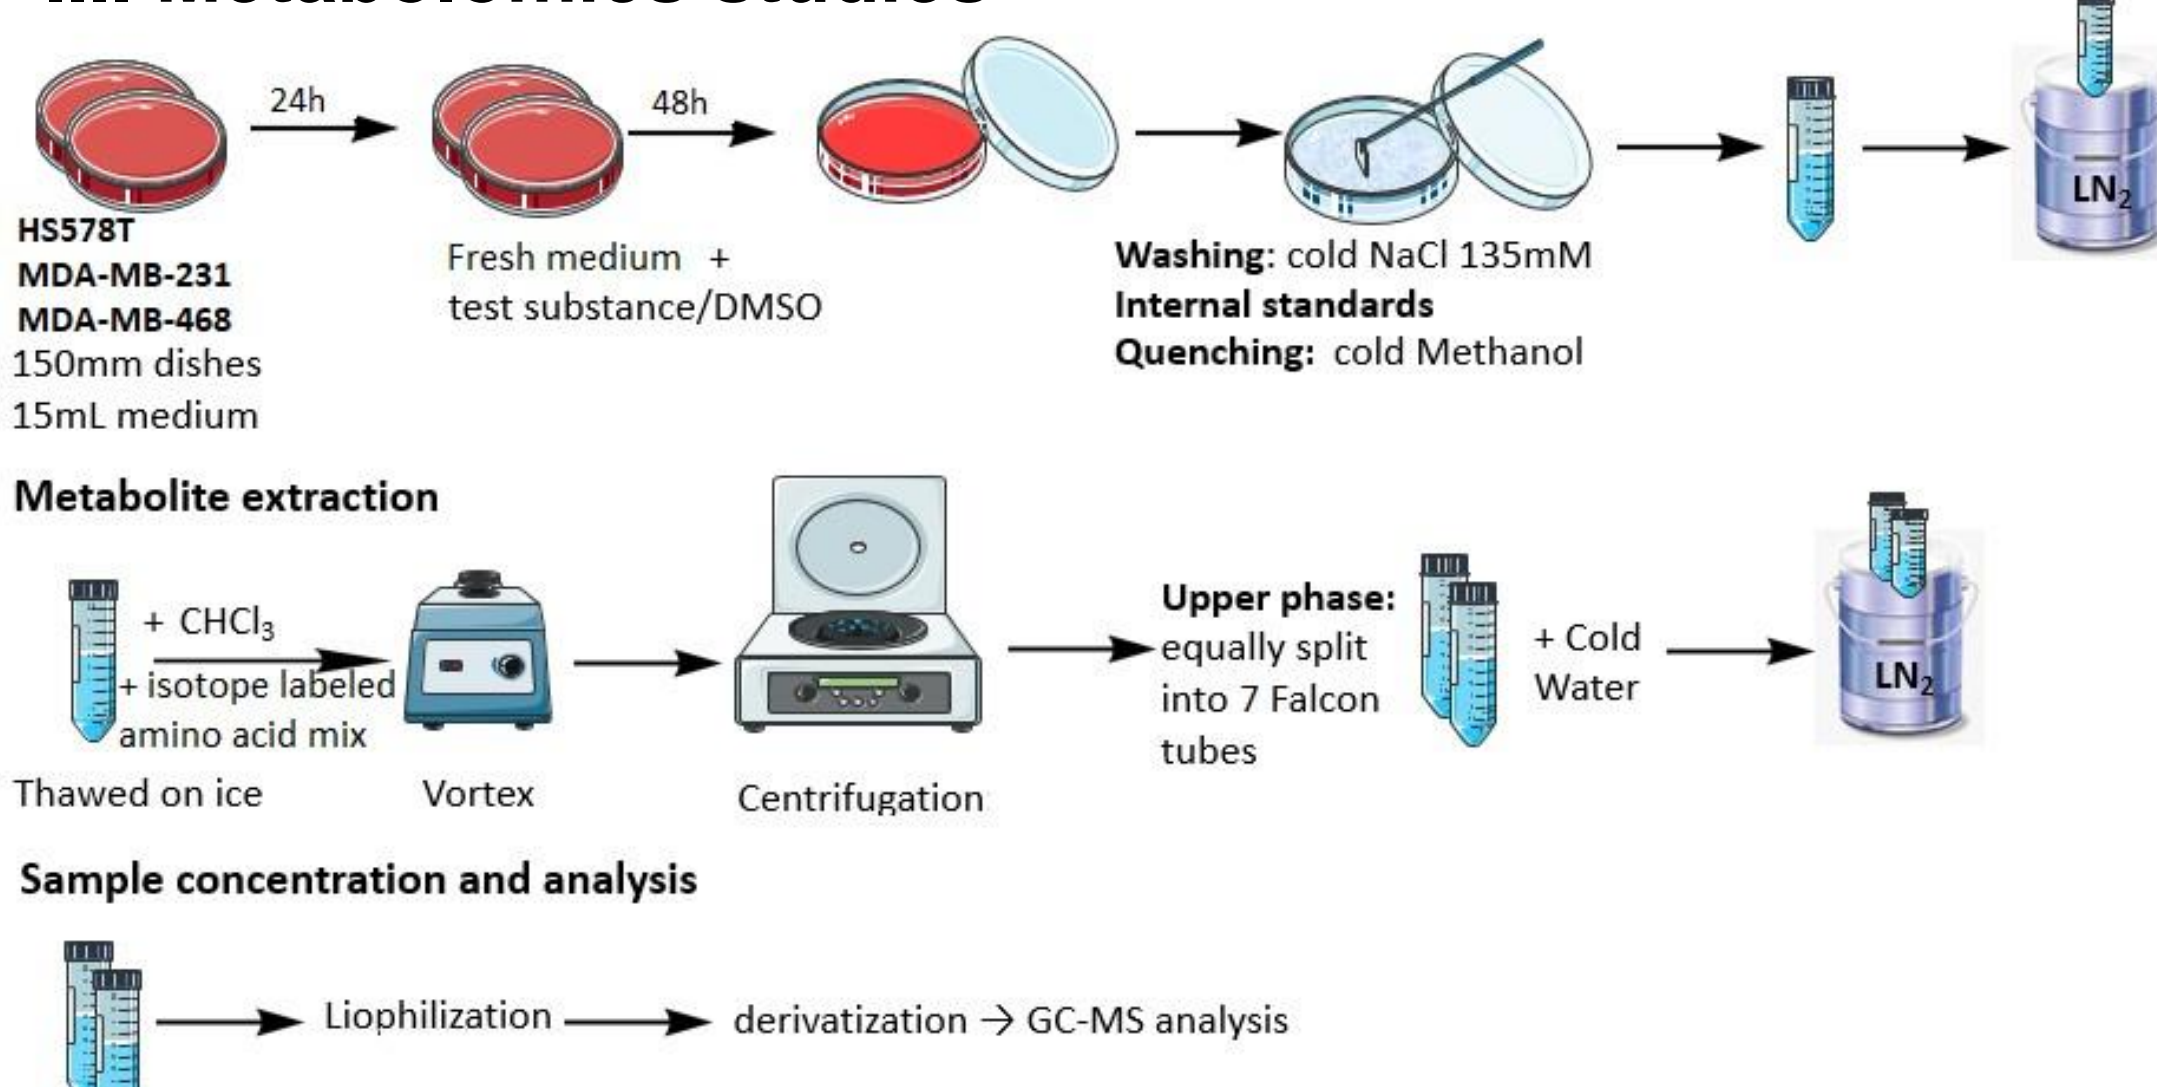 Metabolomics studies
24h
48h
HS578T
MDA-MB-231
MDA-MB-468
150mm dishes
15mL medium
Fresh medium +
test substance/DMSO
Washing: cold NaCl 135mM
Internal standards
Quenching: cold Methanol
LN₂
Metabolite extraction
+ CHCl₃
+ isotope labeled
amino acid mix
Thawed on ice
Vortex
Centrifugation
Upper phase:
equally split
into 7 Falcon
tubes
+ Cold
Water
LN₂
Sample concentration and analysis
Liophilization
derivatization → GC-MS analysis